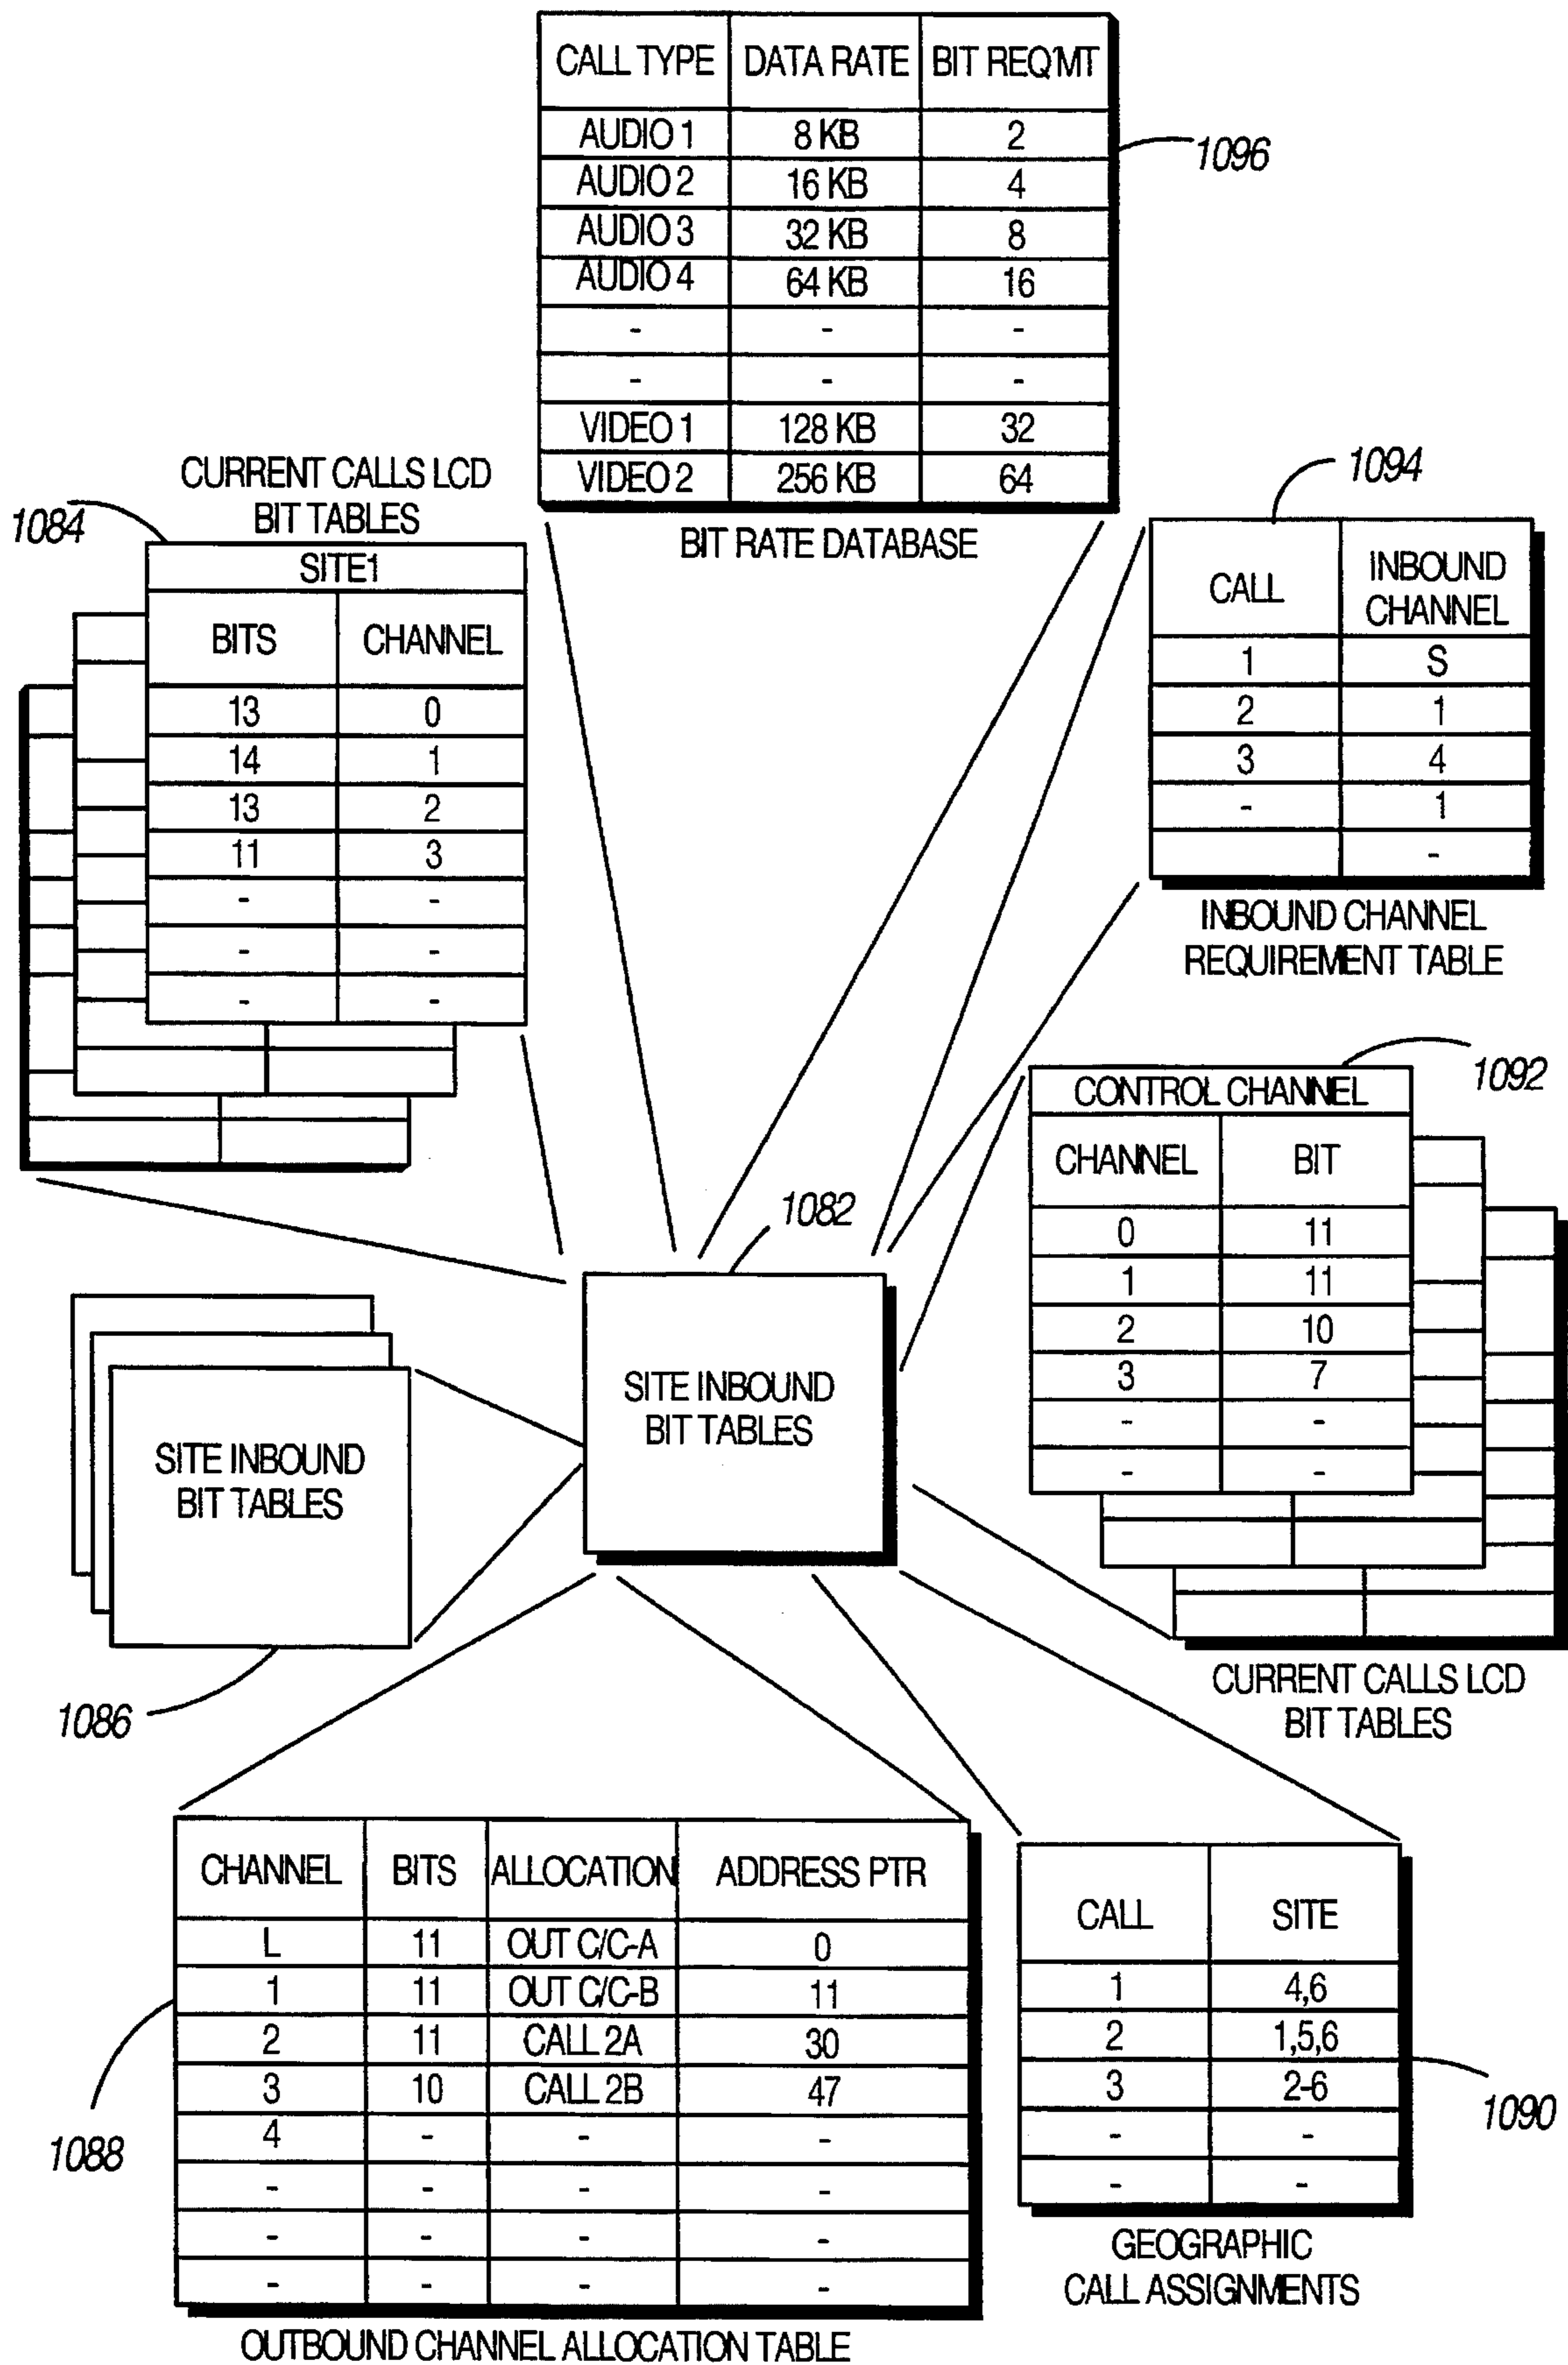 CALL TYPE DATA RATE BIT REQ'MT
AUDIO 1 8 KB 2
AUDIO 2 16 KB 4
AUDIO 3 32 KB 8
AUDIO 4 64 KB 16
- - -
- - -
VIDEO 1 128 KB 32
VIDEO 2 256 KB 64
1096
BIT RATE DATABASE
CURRENT CALLS LCD
BIT TABLES
1084
SITE1
BITS CHANNEL
13 0
14 1
13 2
11 3
- -
- -
- -
1094
CALL INBOUND
CHANNEL
1 S
2 1
3 4
- 1
-
INBOUND CHANNEL
REQUIREMENT TABLE
1092
CONTROL CHANNEL
CHANNEL BIT
0 11
1 11
2 10
3 7
- -
- -
CURRENT CALLS LCD
BIT TABLES
1082
SITE INBOUND
BIT TABLES
SITE INBOUND
BIT TABLES
1086
CHANNEL BITS ALLOCATION ADDRESS PTR
L 11 OUT C/C-A 0
1 11 OUT C/C-B 11
2 11 CALL 2A 30
3 10 CALL 2B 47
4 - - -
- - - -
- - - -
- - - -
1088
OUTBOUND CHANNEL ALLOCATION TABLE
CALL SITE
1 4,6
2 1,5,6
3 2-6
- -
- -
1090
GEOGRAPHIC
CALL ASSIGNMENTS